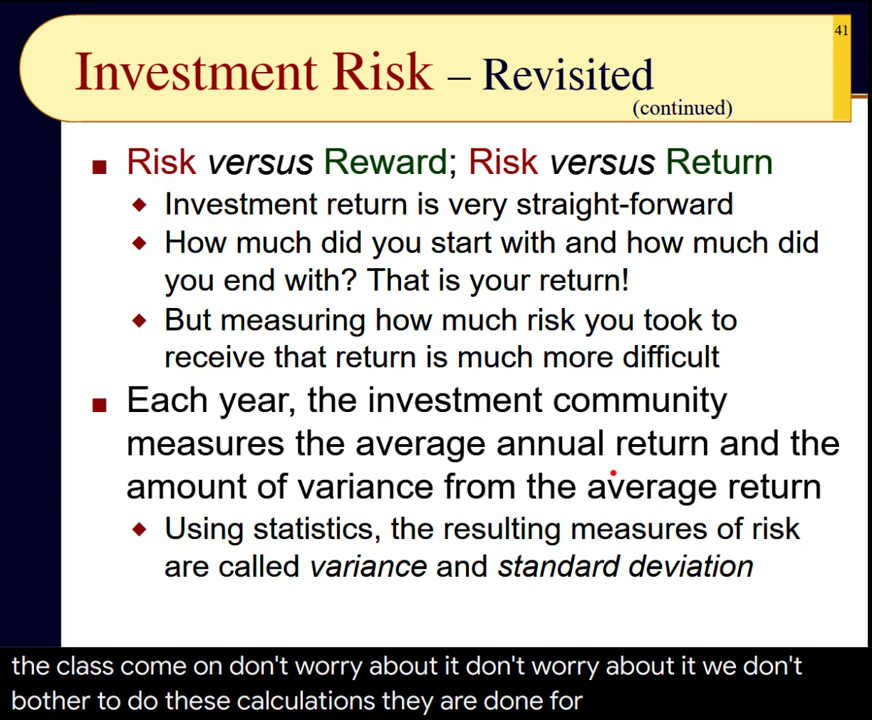 41
Investment Risk – Revisited
(continued)
Risk versus Reward; Risk versus Return
Investment return is very straight-forward
How much did you start with and how much did
you end with? That is your return!
But measuring how much risk you took to
receive that return is much more difficult
Each year, the investment community
measures the average annual return and the
amount of variance from the average return
Using statistics, the resulting measures of risk
are called variance and standard deviation
the class come on don't worry about it don't worry about it we don't
bother to do these calculations they are done for